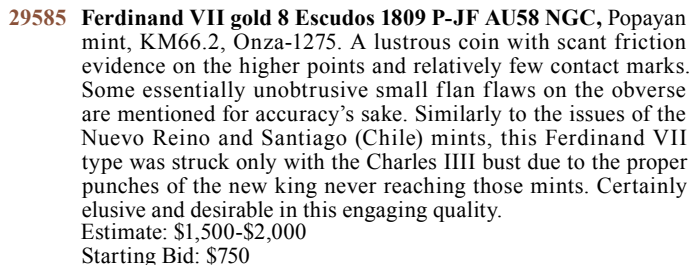 29585 Ferdinand VII gold 8 Escudos 1809 P-JF AU58 NGC, Popayan
mint, KM66.2, Onza-1275. A lustrous coin with scant friction
evidence on the higher points and relatively few contact marks.
Some essentially unobtrusive small flan flaws on the obverse
are mentioned for accuracy's sake. Similarly to the issues of the
Nuevo Reino and Santiago (Chile) mints, this Ferdinand VII
type was struck only with the Charles IIII bust due to the proper
punches of the new king never reaching those mints. Certainly
elusive and desirable in this engaging quality.
Estimate: $1,500-$2,000
Starting Bid: $750